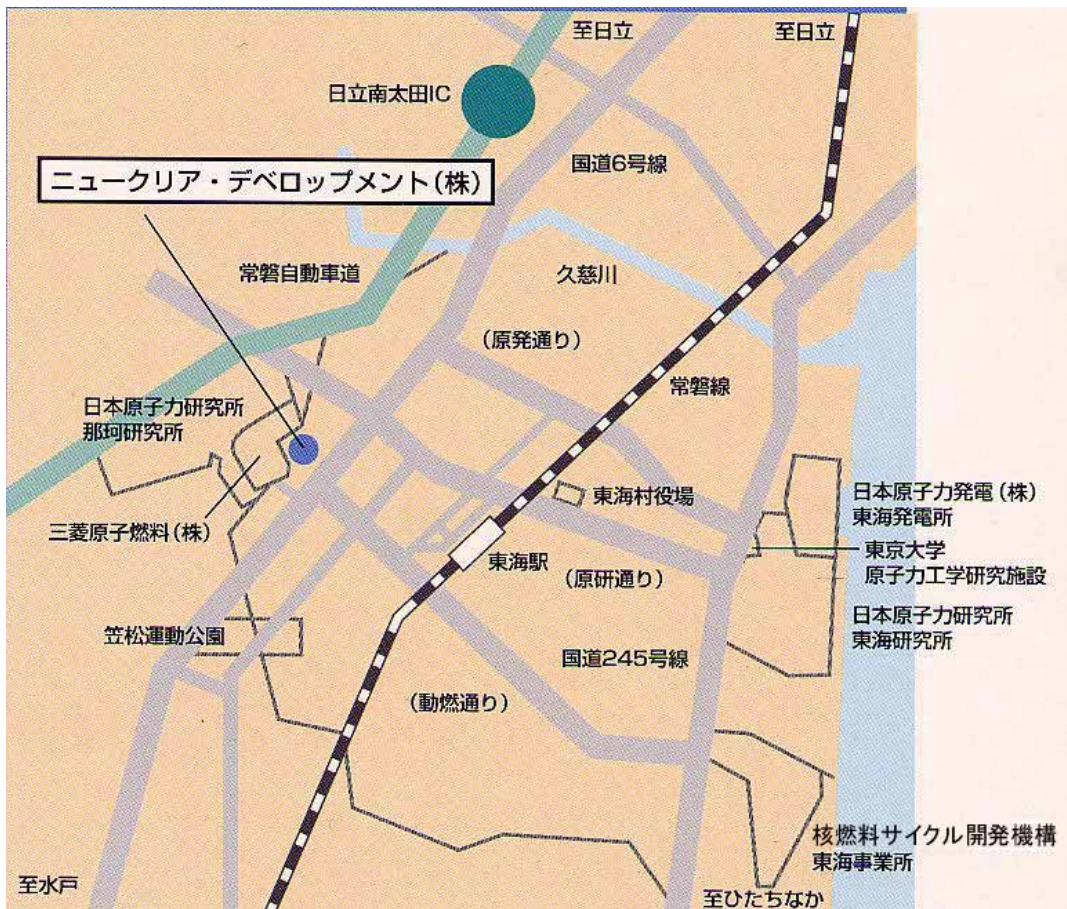 至日立
至日立
日立南太田IC
国道6号線
ニュークリア・デベロップメント(株)
常磐自動車道
久慈川
(原発通り)
常磐線
日本原子力研究所
那珂研究所
東海村役場
日本原子力発電(株)
東海発電所
三菱原子燃料(株)
東海駅
東京大学
原子力工学研究施設
(原研通り)
日本原子力研究所
東海研究所
笠松運動公園
国道245号線
(動燃通り)
核燃料サイクル開発機構
東海事業所
至水戸
至ひたちなか